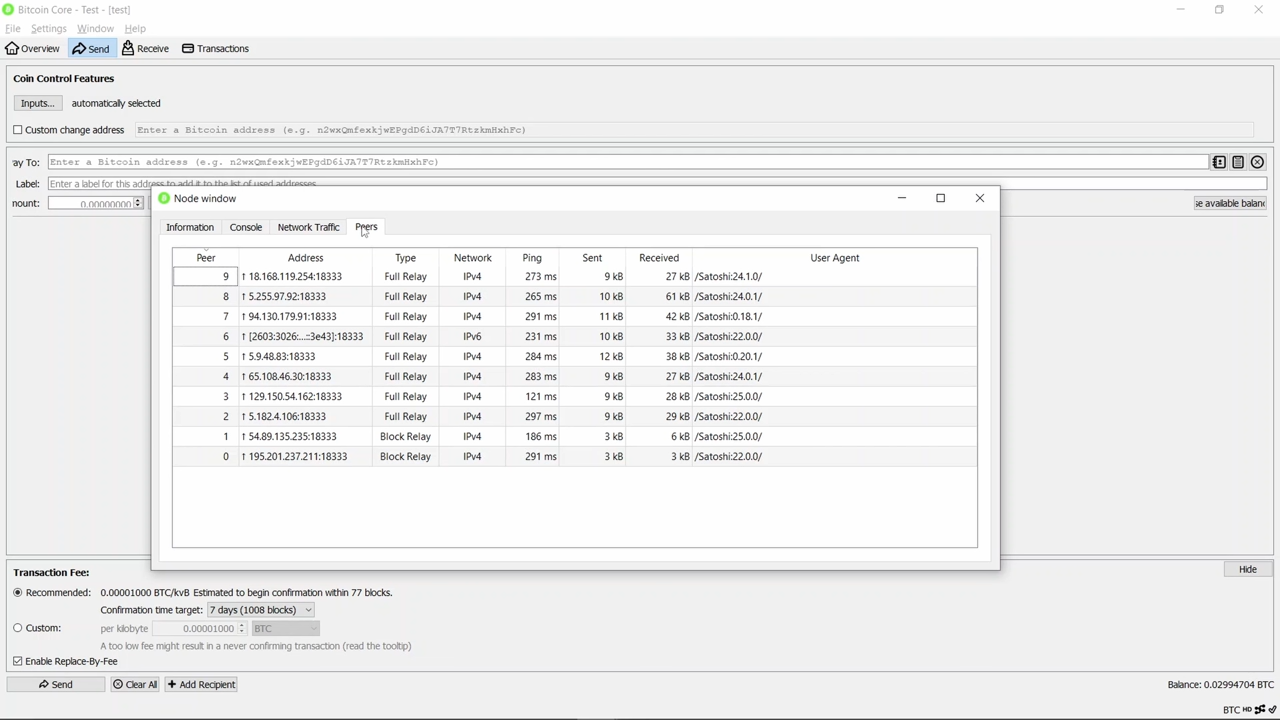 Bitcoin Core - Test - [test]
File Settings Window Help
Overview Send Receive Transactions
Coin Control Features
Inputs... automatically selected
Custom change address Enter a Bitcoin address (e.g. n2wxQmfexkjwEPgdD6iJA7T7RtzkmHxhFc)
ay To: Enter a Bitcoin address (e.g. n2wxQmfexkjwEPgdD6iJA7T7RtzkmHxhFc)
Label: Enter a label for this address to add it to the list of used addresses
nount: 0.00000000 se available balanc
Node window
Information Console Network Traffic Peers
Peer Address Type Network Ping Sent Received User Agent
9 ↑ 18.168.119.254:18333 Full Relay IPv4 273 ms 9 kB 27 kB /Satoshi:24.1.0/
8 ↑ 5.255.97.92:18333 Full Relay IPv4 265 ms 10 kB 61 kB /Satoshi:24.0.1/
7 ↑ 94.130.179.91:18333 Full Relay IPv4 291 ms 11 kB 42 kB /Satoshi:0.18.1/
6 ↑ [2603:3026:...::3e43]:18333 Full Relay IPv6 231 ms 10 kB 33 kB /Satoshi:22.0.0/
5 ↑ 5.9.48.83:18333 Full Relay IPv4 284 ms 12 kB 38 kB /Satoshi:0.20.1/
4 ↑ 65.108.46.30:18333 Full Relay IPv4 283 ms 9 kB 27 kB /Satoshi:24.0.1/
3 ↑ 129.150.54.162:18333 Full Relay IPv4 121 ms 9 kB 28 kB /Satoshi:25.0.0/
2 ↑ 5.182.4.106:18333 Full Relay IPv4 297 ms 9 kB 29 kB /Satoshi:22.0.0/
1 ↑ 54.89.135.235:18333 Block Relay IPv4 186 ms 3 kB 6 kB /Satoshi:25.0.0/
0 ↑ 195.201.237.211:18333 Block Relay IPv4 291 ms 3 kB 3 kB /Satoshi:22.0.0/
Transaction Fee: Hide
Recommended: 0.00001000 BTC/kvB Estimated to begin confirmation within 77 blocks.
Confirmation time target: 7 days (1008 blocks)
Custom: per kilobyte 0.00001000 BTC
A too low fee might result in a never confirming transaction (read the tooltip)
Enable Replace-By-Fee
Send Clear All Add Recipient Balance: 0.02994704 BTC
BTC HD